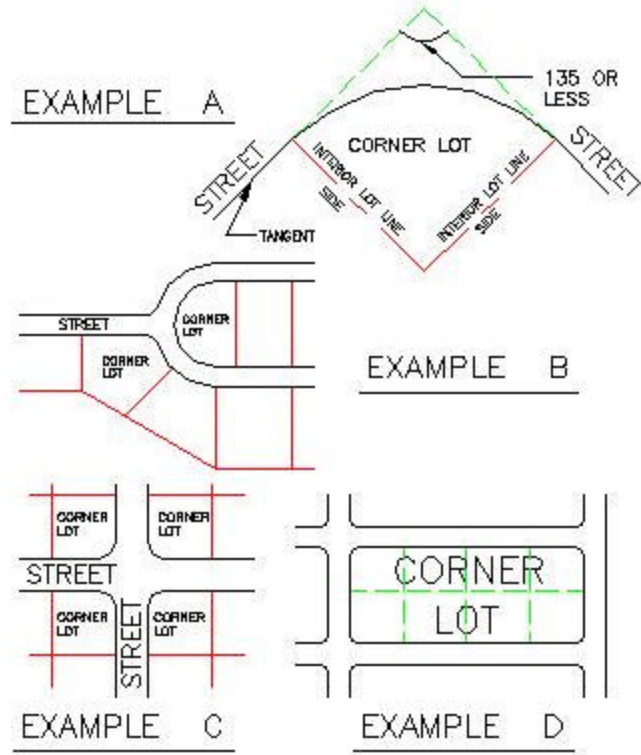 EXAMPLE A
135 OR
LESS
CORNER LOT
STREET
STREET
INTERIOR LOT LINE
SIDE
INTERIOR LOT LINE
SIDE
TANGENT
STREET
CORNER
LOT
CORNER
LOT
EXAMPLE B
CORNER
LOT
CORNER
LOT
STREET
CORNER
LOT
CORNER
LOT
STREET
EXAMPLE C
CORNER
LOT
EXAMPLE D